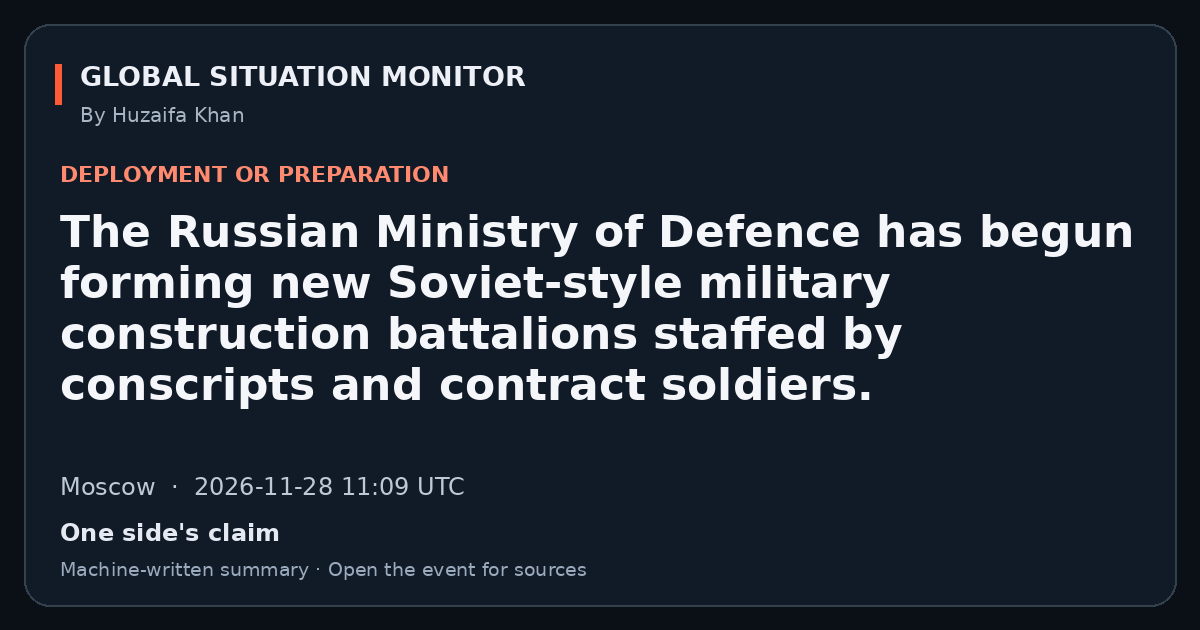 GLOBAL SITUATION MONITOR
By Huzaifa Khan
DEPLOYMENT OR PREPARATION
The Russian Ministry of Defence has begun
forming new Soviet-style military
construction battalions staffed by
conscripts and contract soldiers.
Moscow · 2026-11-28 11:09 UTC
One side's claim
Machine-written summary · Open the event for sources